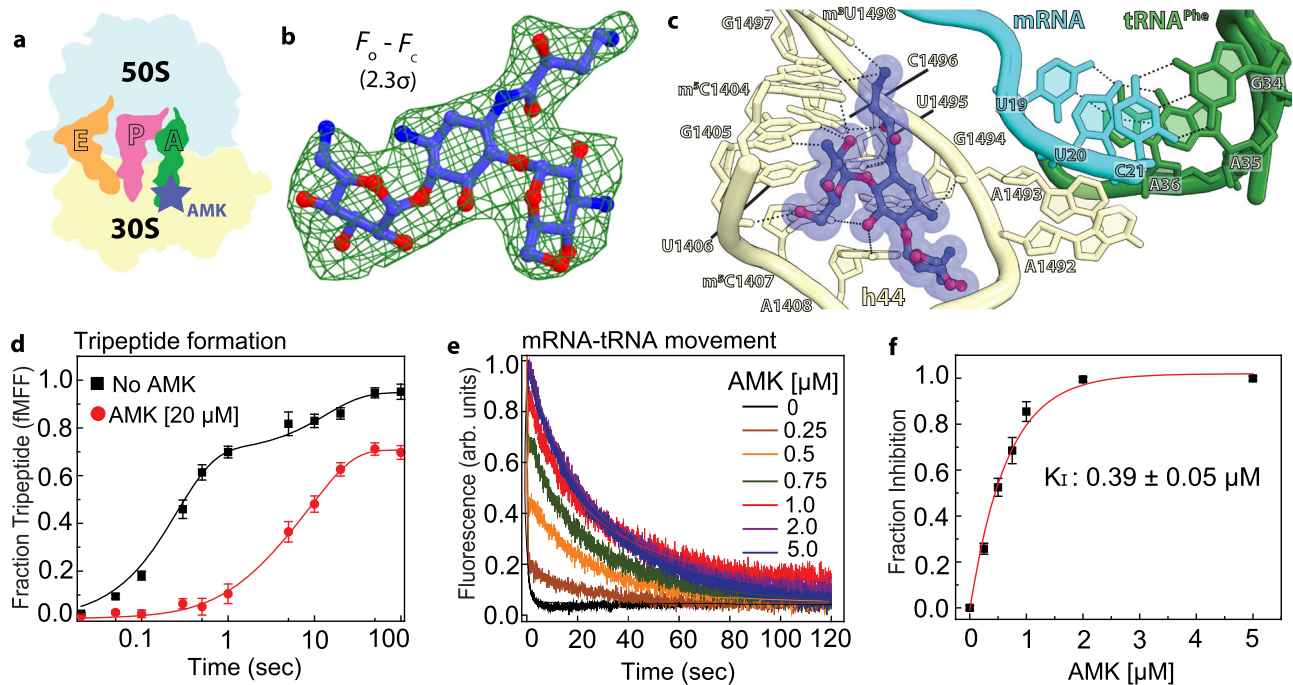 a
50S
E
P
A
AMK
30S
b
Fo - Fc
(2.3σ)
c
m³U1498
G1497
mRNA
tRNAPhe
C1496
m⁵C1404
U1495
G1405
G1494
U19
G34
U20
C21
A35
A36
A1493
U1406
A1492
m⁵C1407
A1408
h44
d
Tripeptide formation
No AMK
AMK [20 µM]
Fraction Tripeptide (fMFF)
1.0
0.8
0.6
0.4
0.2
0.0
0.1
1
10
100
Time (sec)
e
mRNA-tRNA movement
AMK [µM]
0
0.25
0.5
0.75
1.0
2.0
5.0
Fluorescence (arb. units)
1.0
0.8
0.6
0.4
0.2
0.0
0
20
40
60
80
100
120
Time (sec)
f
Fraction Inhibition
1.0
0.8
0.6
0.4
0.2
0.0
KI : 0.39 ± 0.05 µM
0
1
2
3
4
5
AMK [µM]